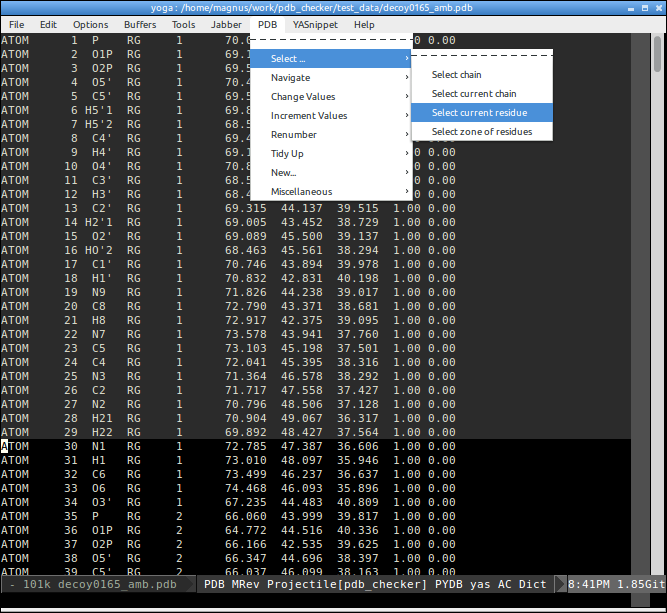 yoga : /home/magnus/work/pdb_checker/test_data/decoy0165_amb.pdb
File Edit Options Buffers Tools Jabber PDB YASnippet Help
Select ...
Navigate
Change Values
Increment Values
Renumber
Tidy Up
New...
Miscellaneous
Select chain
Select current chain
Select current residue
Select zone of residues
ATOM 1 P RG 1 70. 0.00
ATOM 2 O1P RG 1 69.1 0.00
ATOM 3 O2P RG 1 69.5 0.00
ATOM 4 O5' RG 1 70.4 0.00
ATOM 5 C5' RG 1 69. 0.00
ATOM 6 H5'1 RG 1 68. 0.00
ATOM 7 H5'2 RG 1 68.5 0.00
ATOM 8 C4' RG 1 69. 0.00
ATOM 9 H4' RG 1 69.1 0.00
ATOM 10 O4' RG 1 70.8 0.00
ATOM 11 C3' RG 1 68.5 0.00
ATOM 12 H3' RG 1 68.4 0.00
ATOM 13 C2' RG 1 69.315 44.137 39.515 1.00 0.00
ATOM 14 H2'1 RG 1 69.005 43.452 38.729 1.00 0.00
ATOM 15 O2' RG 1 69.089 45.500 39.137 1.00 0.00
ATOM 16 HO'2 RG 1 68.463 45.561 38.294 1.00 0.00
ATOM 17 C1' RG 1 70.746 43.894 39.978 1.00 0.00
ATOM 18 H1' RG 1 70.832 42.831 40.198 1.00 0.00
ATOM 19 N9 RG 1 71.826 44.238 39.017 1.00 0.00
ATOM 20 C8 RG 1 72.790 43.371 38.681 1.00 0.00
ATOM 21 H8 RG 1 72.917 42.375 39.095 1.00 0.00
ATOM 22 N7 RG 1 73.578 43.941 37.760 1.00 0.00
ATOM 23 C5 RG 1 73.103 45.198 37.501 1.00 0.00
ATOM 24 C4 RG 1 72.041 45.395 38.316 1.00 0.00
ATOM 25 N3 RG 1 71.364 46.578 38.292 1.00 0.00
ATOM 26 C2 RG 1 71.717 47.558 37.427 1.00 0.00
ATOM 27 N2 RG 1 70.796 48.506 37.128 1.00 0.00
ATOM 28 H21 RG 1 70.904 49.067 36.317 1.00 0.00
ATOM 29 H22 RG 1 69.892 48.427 37.564 1.00 0.00
ATOM 30 N1 RG 1 72.785 47.387 36.606 1.00 0.00
ATOM 31 H1 RG 1 73.010 48.097 35.946 1.00 0.00
ATOM 32 C6 RG 1 73.499 46.237 36.637 1.00 0.00
ATOM 33 O6 RG 1 74.468 46.093 35.896 1.00 0.00
ATOM 34 O3' RG 1 67.235 44.483 40.809 1.00 0.00
ATOM 35 P RG 2 66.060 43.999 39.817 1.00 0.00
ATOM 36 O1P RG 2 64.772 44.516 40.336 1.00 0.00
ATOM 37 O2P RG 2 66.166 42.535 39.625 1.00 0.00
ATOM 38 O5' RG 2 66.347 44.696 38.397 1.00 0.00
ATOM 39 C5' RG 2 66.037 46.099 38.163 1.00 0.00
- 101k decoy0165_amb.pdb PDB MRev Projectile[pdb_checker] PYDB yas AC Dict 8:41PM 1.85Git